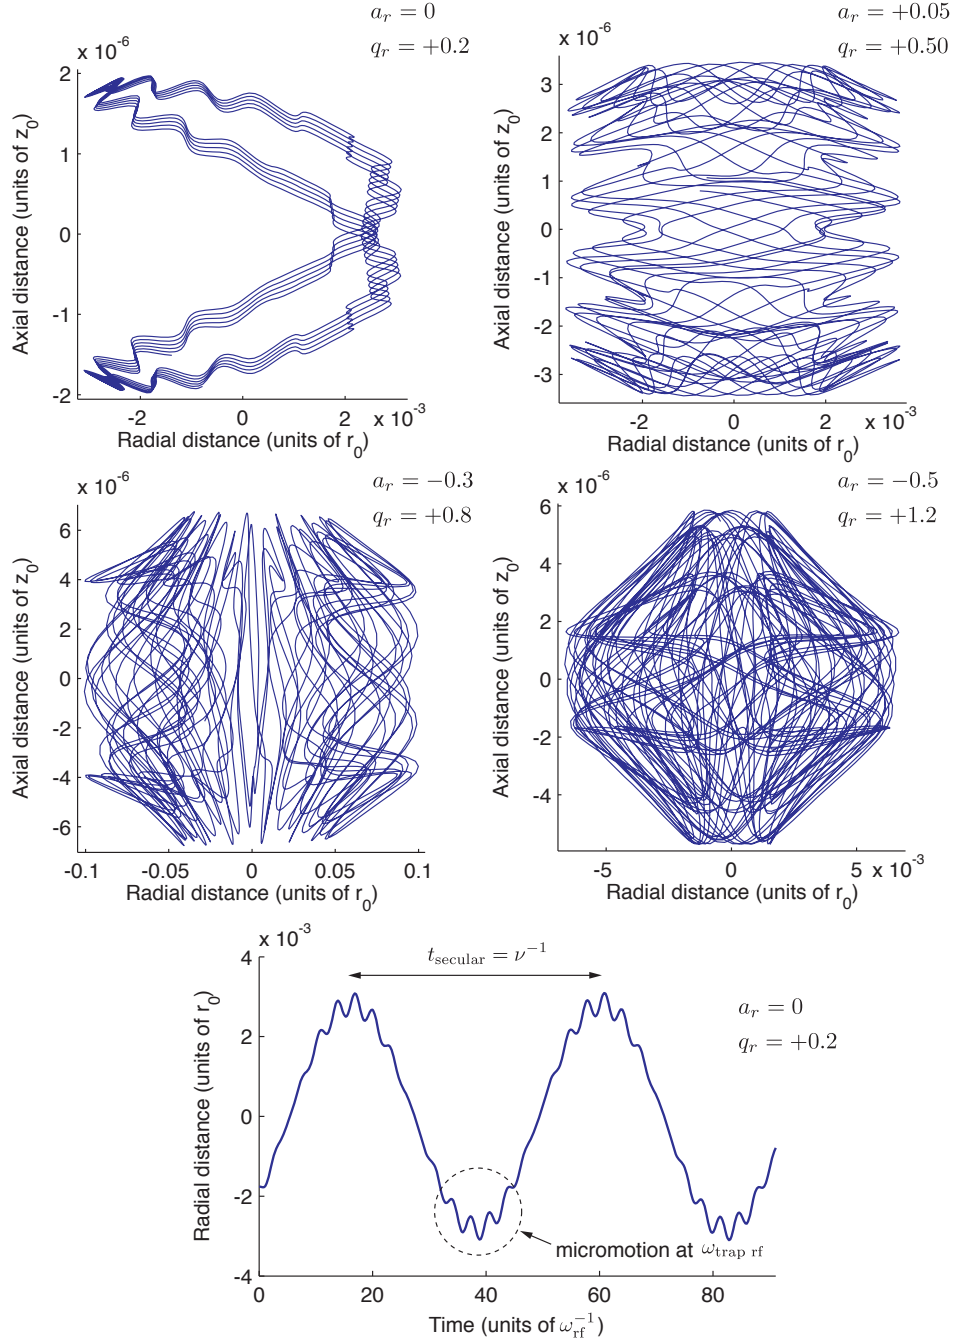 a_r = 0
q_r = +0.2
x 10^-6
2
1
0
-1
-2
Axial distance (units of z_0)
-2
0
2
x 10^-3
Radial distance (units of r_0)
a_r = +0.05
q_r = +0.50
x 10^-6
3
2
1
0
-1
-2
-3
Axial distance (units of z_0)
-2
0
2
x 10^-3
Radial distance (units of r_0)
a_r = −0.3
q_r = +0.8
x 10^-6
6
4
2
0
-2
-4
-6
Axial distance (units of z_0)
-0.1
-0.05
0
0.05
0.1
Radial distance (units of r_0)
a_r = −0.5
q_r = +1.2
x 10^-6
6
4
2
0
-2
-4
Axial distance (units of z_0)
-5
0
5
x 10^-3
Radial distance (units of r_0)
x 10^-3
4
2
0
-2
-4
Radial distance (units of r_0)
t_secular = ν^−1
a_r = 0
q_r = +0.2
micromotion at ω_trap rf
0
20
40
60
80
Time (units of ω_rf^−1)